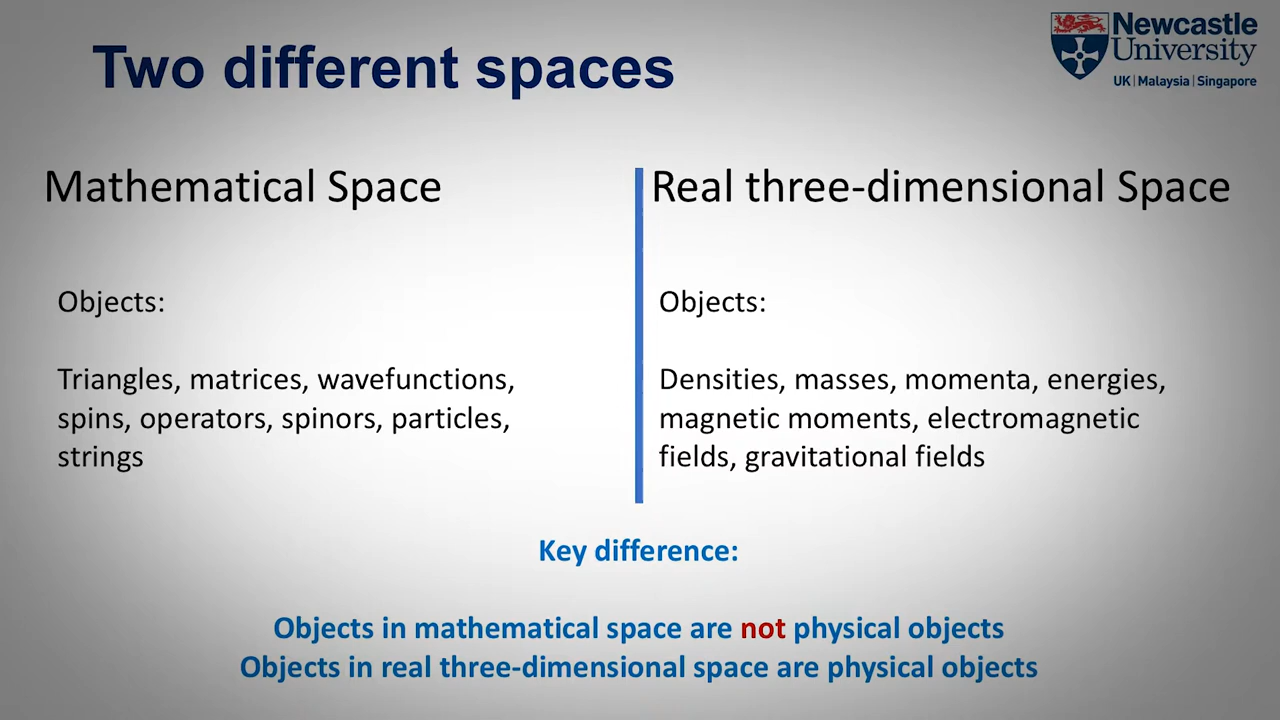 Two different spaces
Newcastle
University
UK | Malaysia | Singapore
Mathematical Space
Objects:
Triangles, matrices, wavefunctions,
spins, operators, spinors, particles,
strings
Real three-dimensional Space
Objects:
Densities, masses, momenta, energies,
magnetic moments, electromagnetic
fields, gravitational fields
Key difference:
Objects in mathematical space are not physical objects
Objects in real three-dimensional space are physical objects